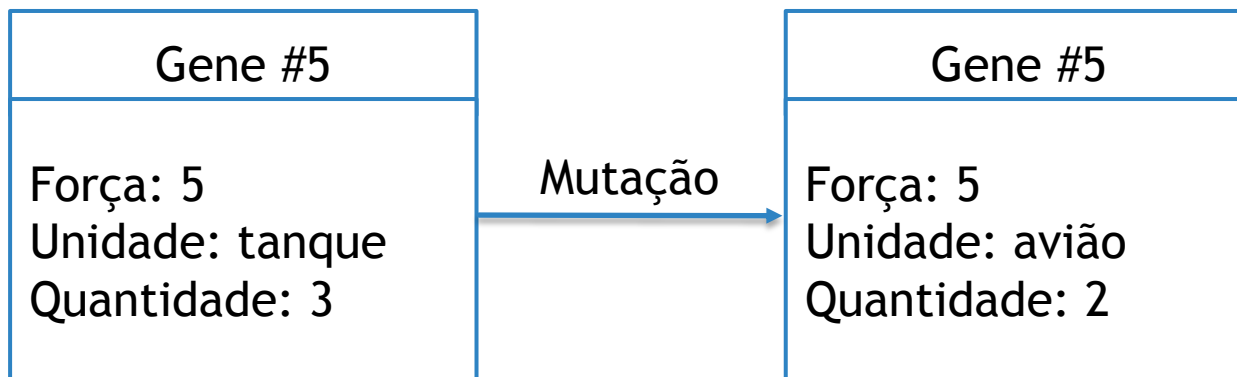 Gene #5
Força: 5
Unidade: tanque
Quantidade: 3
Mutação
Gene #5
Força: 5
Unidade: avião
Quantidade: 2